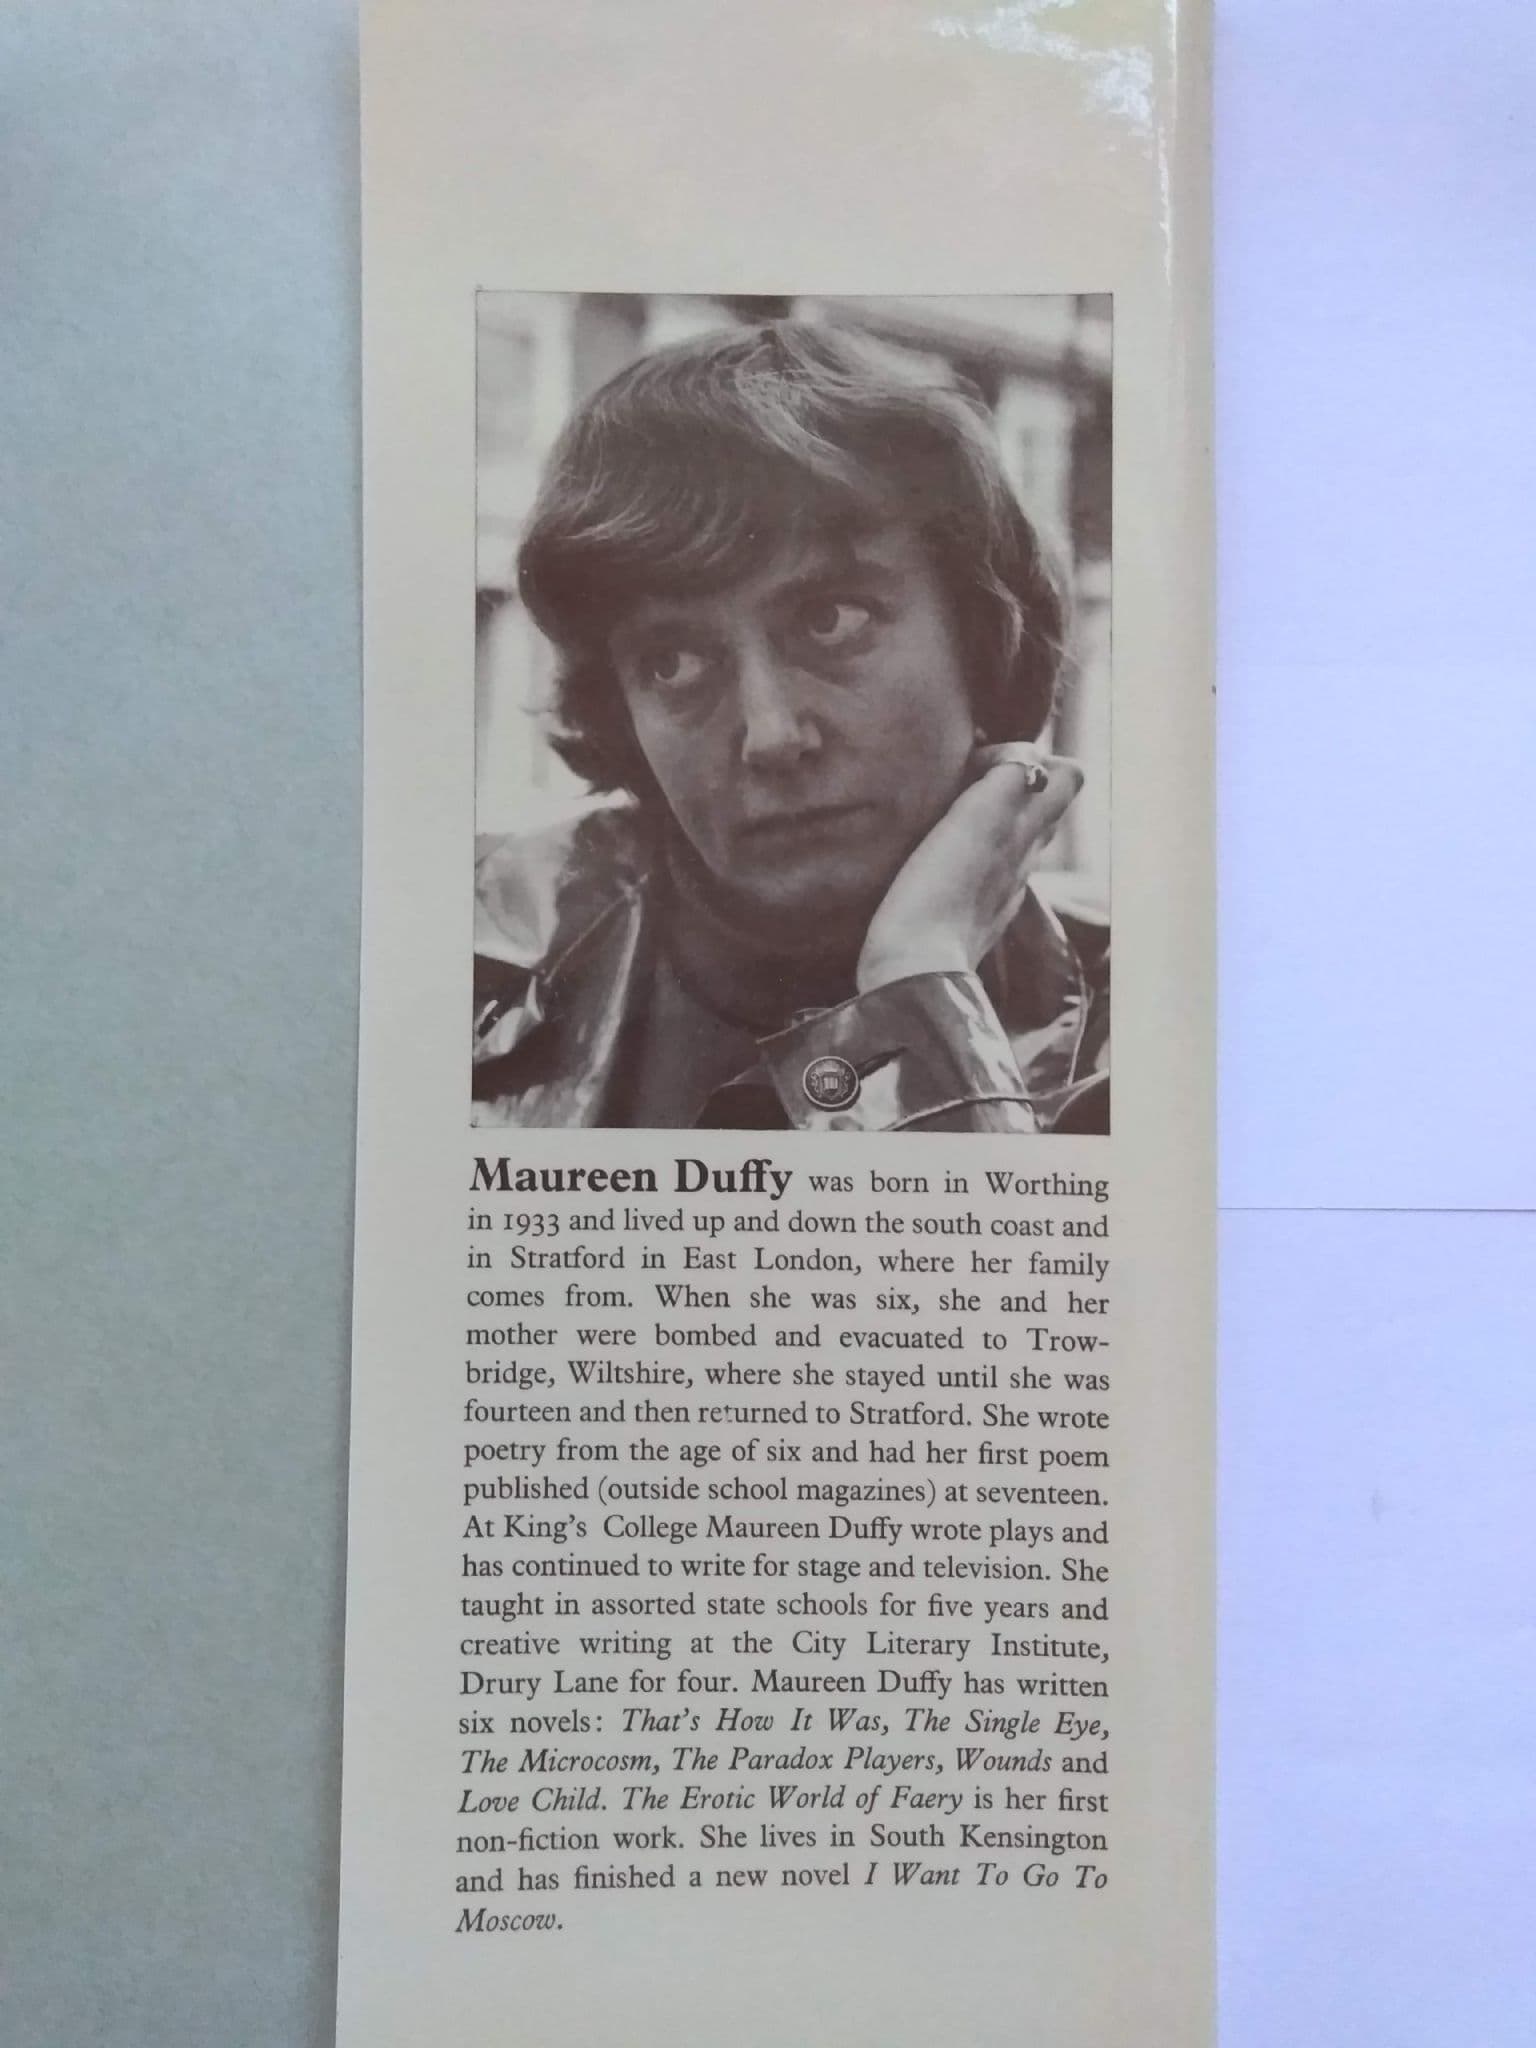 Maureen Duffy was born in Worthing
in 1933 and lived up and down the south coast and
in Stratford in East London, where her family
comes from. When she was six, she and her
mother were bombed and evacuated to Trow-
bridge, Wiltshire, where she stayed until she was
fourteen and then returned to Stratford. She wrote
poetry from the age of six and had her first poem
published (outside school magazines) at seventeen.
At King's College Maureen Duffy wrote plays and
has continued to write for stage and television. She
taught in assorted state schools for five years and
creative writing at the City Literary Institute,
Drury Lane for four. Maureen Duffy has written
six novels: That's How It Was, The Single Eye,
The Microcosm, The Paradox Players, Wounds and
Love Child. The Erotic World of Faery is her first
non-fiction work. She lives in South Kensington
and has finished a new novel I Want To Go To
Moscow.